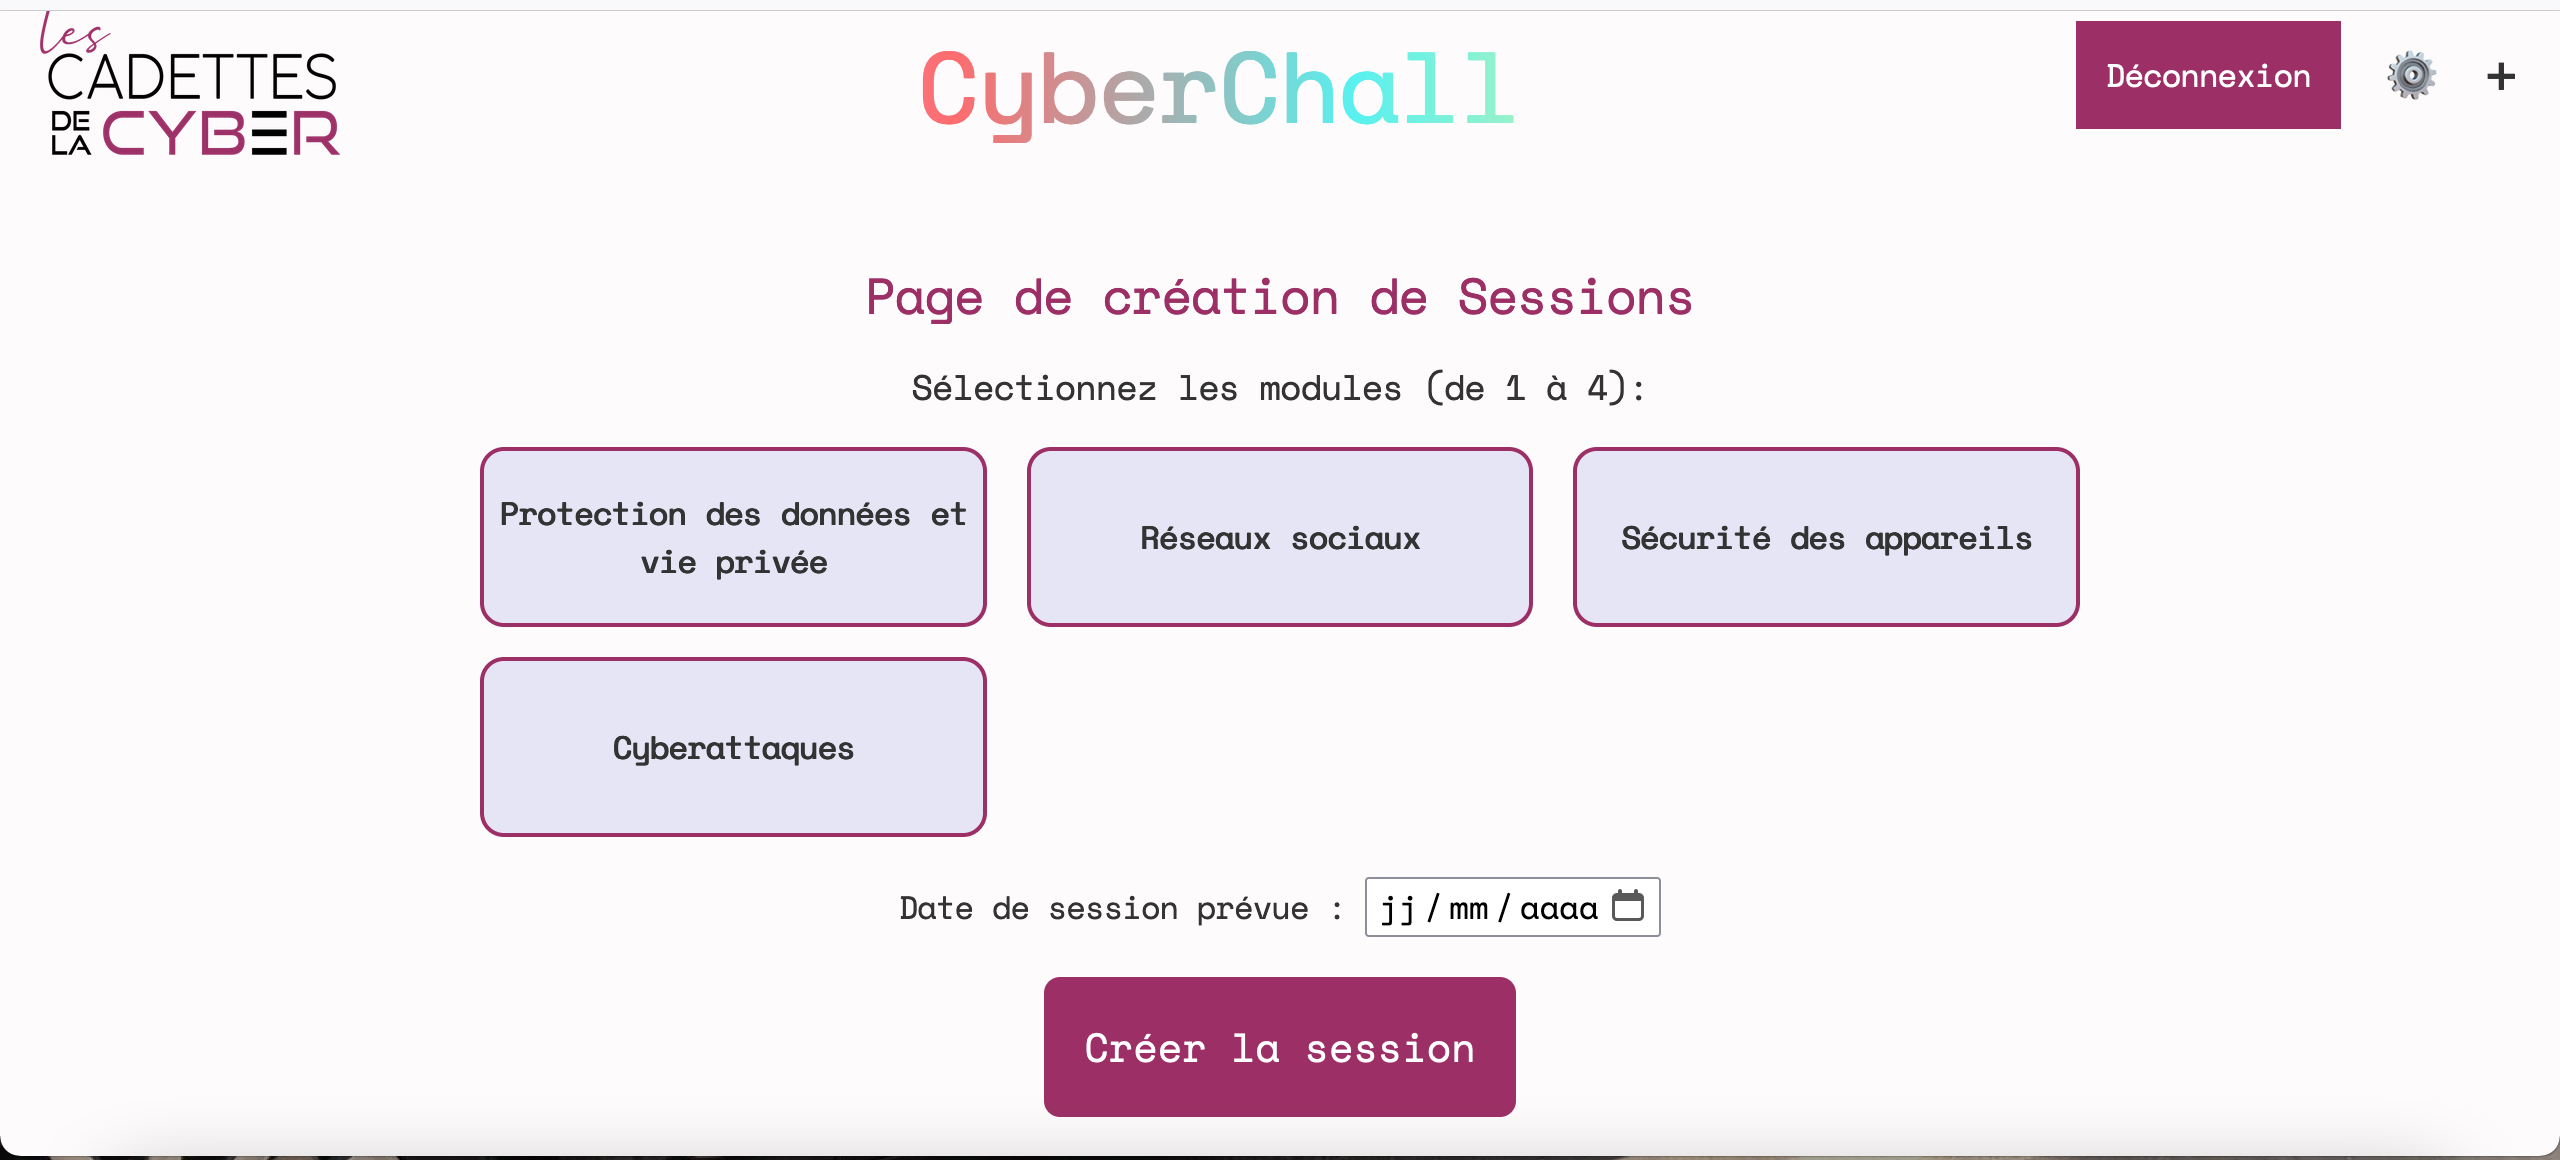 les
CADETTES
DE LA CYBER
CyberChall
Déconnexion
+
Page de création de Sessions
Sélectionnez les modules (de 1 à 4):
Protection des données et
vie privée
Réseaux sociaux
Sécurité des appareils
Cyberattaques
Date de session prévue : jj/mm/aaaa
Créer la session